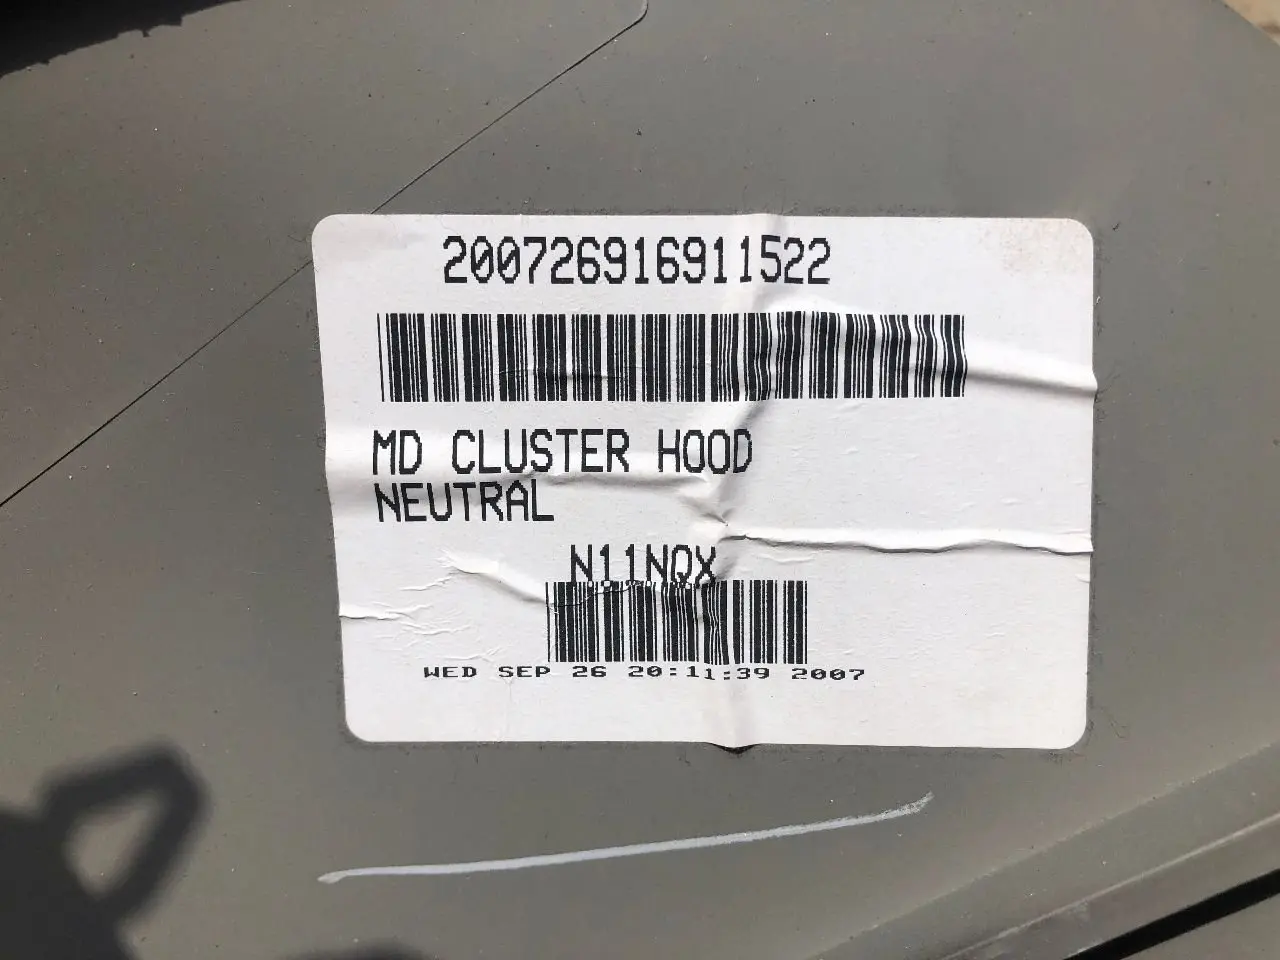 200726916911522
MD CLUSTER HOOD
NEUTRAL
N11NQX
WED SEP 26 20:11:39 2007